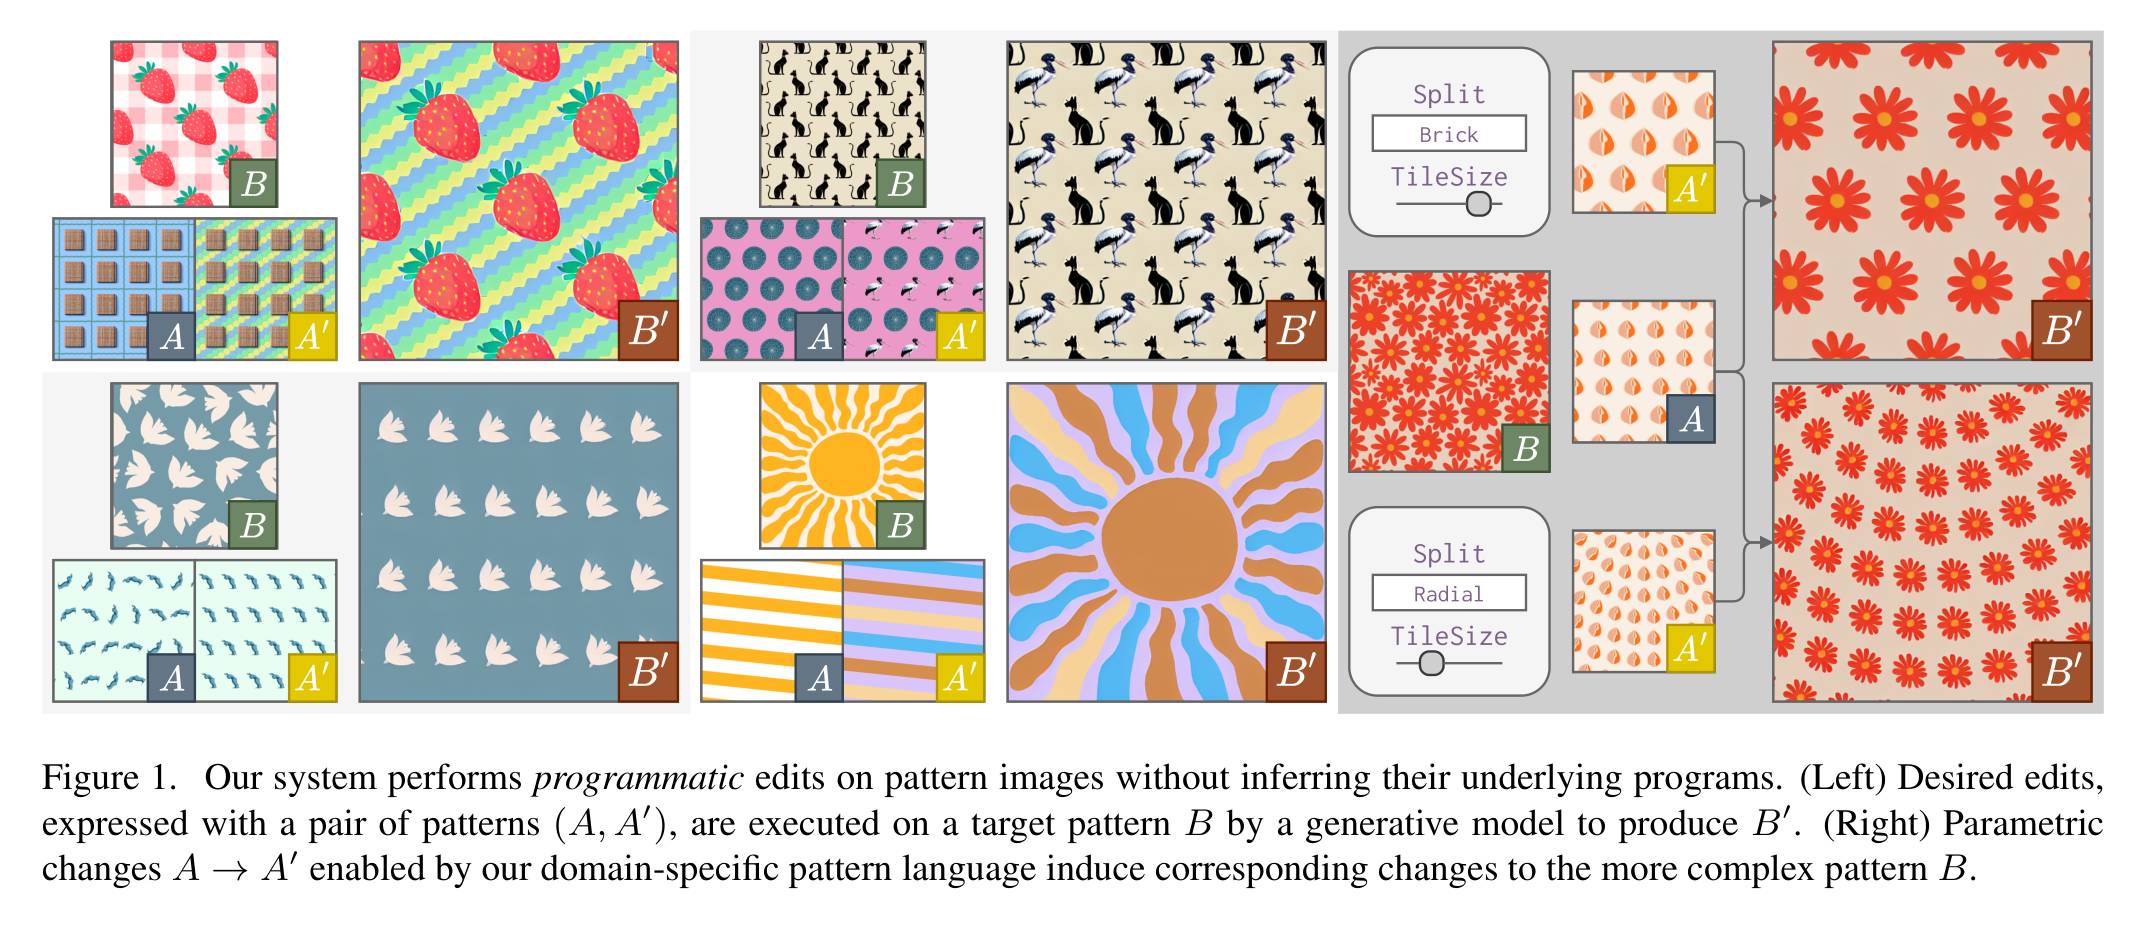 B
A
A′
B′
B
A
A′
B′
B
A
A′
B′
B
A
A′
B′
Split
Brick
TileSize
A′
B
A
Split
Radial
TileSize
A′
B′
B′
Figure 1. Our system performs programmatic edits on pattern images without inferring their underlying programs. (Left) Desired edits,
expressed with a pair of patterns (A, A′), are executed on a target pattern B by a generative model to produce B′. (Right) Parametric
changes A → A′ enabled by our domain-specific pattern language induce corresponding changes to the more complex pattern B.